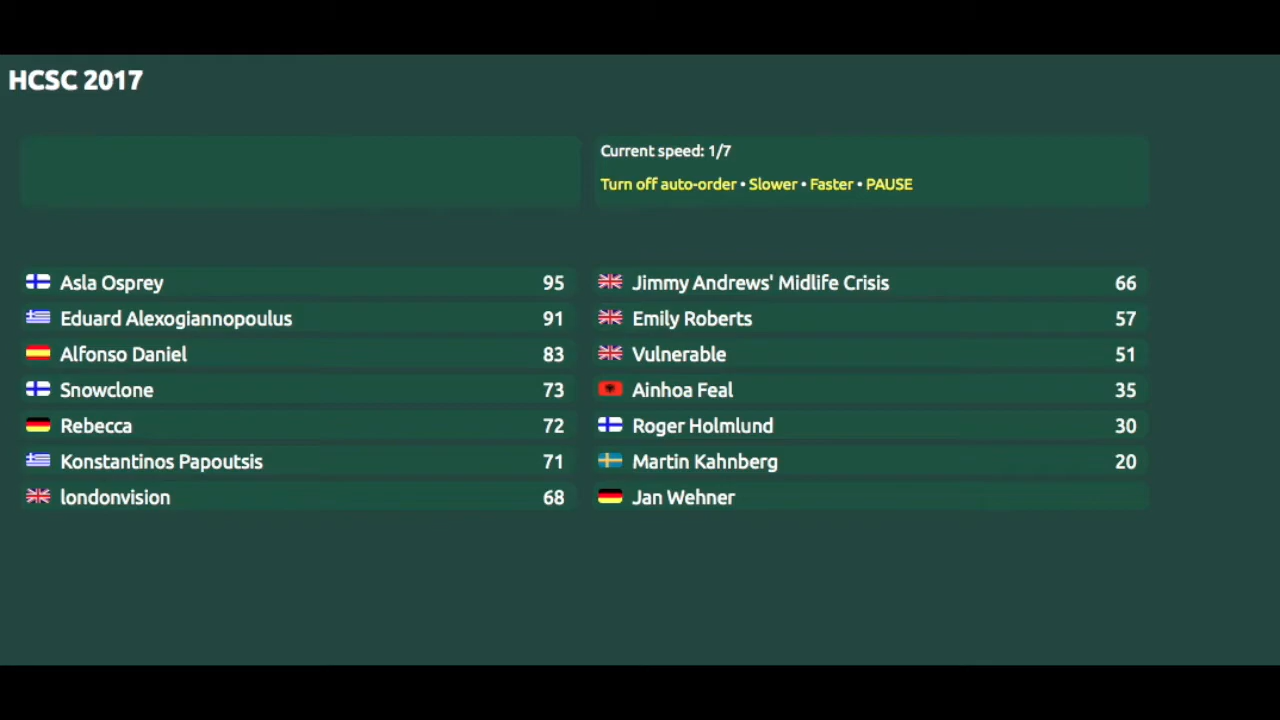 HCSC 2017
Current speed: 1/7
Turn off auto-order • Slower • Faster • PAUSE
Asla Osprey 95
Eduard Alexogiannopoulus 91
Alfonso Daniel 83
Snowclone 73
Rebecca 72
Konstantinos Papoutsis 71
londonvision 68
Jimmy Andrews' Midlife Crisis 66
Emily Roberts 57
Vulnerable 51
Ainhoa Feal 35
Roger Holmlund 30
Martin Kahnberg 20
Jan Wehner